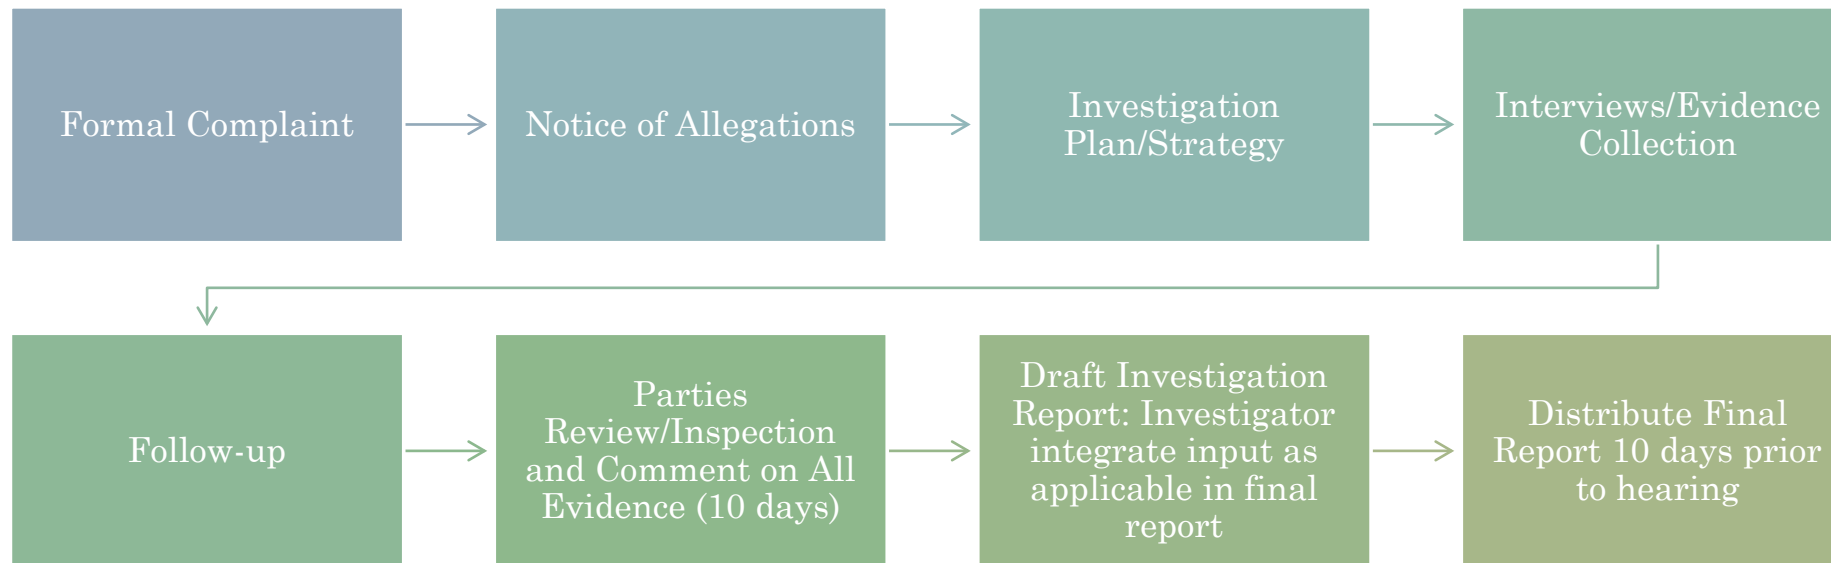 Formal Complaint
Notice of Allegations
Investigation
Plan/Strategy
Interviews/Evidence
Collection
Follow-up
Parties
Review/Inspection
and Comment on All
Evidence (10 days)
Draft Investigation
Report: Investigator
integrate input as
applicable in final
report
Distribute Final
Report 10 days prior
to hearing